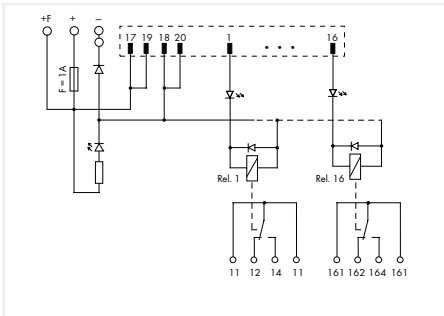 +F + –
17 19 18 20 1 16
F = 1A
Rel. 1 Rel. 16
11 12 14 11 161 162 164 161